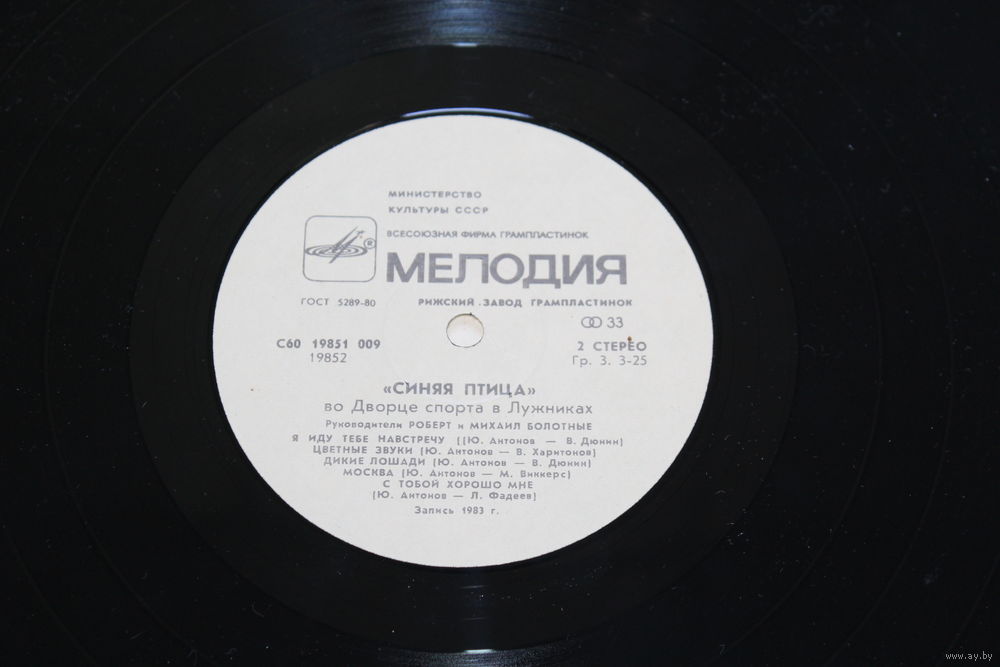 МИНИСТЕРСТВО
КУЛЬТУРЫ СССР
ВСЕСОЮЗНАЯ ФИРМА ГРАМПЛАСТИНОК
®
МЕЛОДИЯ
ГОСТ 5289-80
РИЖСКИЙ ЗАВОД ГРАМПЛАСТИНОК
33
С60 19851 009
2 СТЕРЕО
19852
Гр. 3. 3-25
«СИНЯЯ ПТИЦА»
во Дворце спорта в Лужниках
Руководители РОБЕРТ и МИХАИЛ БОЛОТНЫЕ
Я ИДУ ТЕБЕ НАВСТРЕЧУ ((Ю. Антонов — В. Дюнин)
ЦВЕТНЫЕ ЗВУКИ (Ю. Антонов — В. Харитонов)
ДИКИЕ ЛОШАДИ (Ю. Антонов — В. Дюнин)
МОСКВА (Ю. Антонов — М. Виккерс)
С ТОБОЙ ХОРОШО МНЕ
(Ю. Антонов — Л. Фадеев)
Запись 1983 г.
www.ay.by